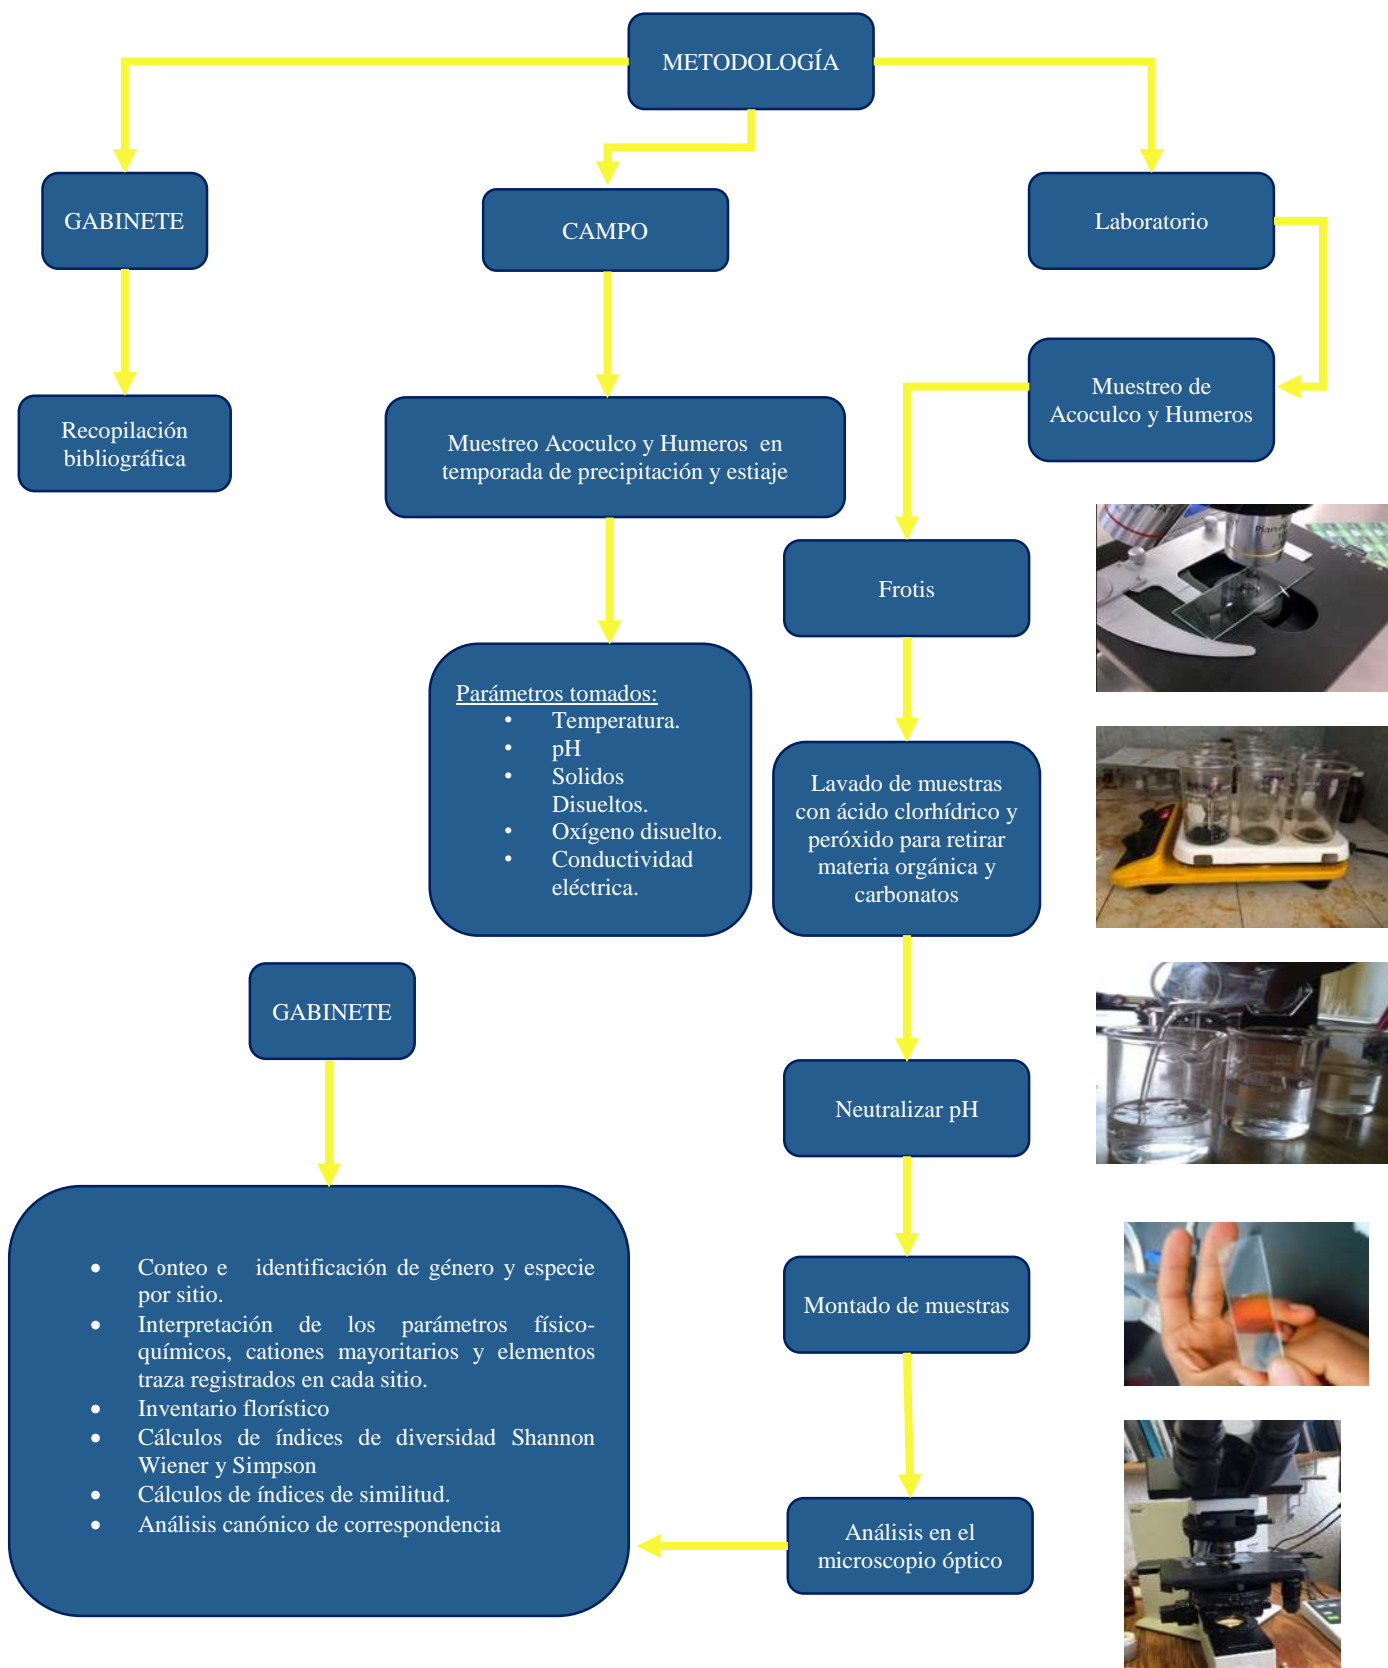 METODOLOGÍA
GABINETE
CAMPO
Laboratorio
Recopilación
bibliográfica
Muestreo Acoculco y Humeros en
temporada de precipitación y estiaje
Muestreo de
Acoculco y Humeros
Frotis
Parámetros tomados:
• Temperatura.
• pH
• Solidos
Disueltos.
• Oxígeno disuelto.
• Conductividad
eléctrica.
Lavado de muestras
con ácido clorhídrico y
peróxido para retirar
materia orgánica y
carbonatos
Neutralizar pH
Montado de muestras
Análisis en el
microscopio óptico
GABINETE
• Conteo e identificación de género y especie
por sitio.
• Interpretación de los parámetros físico-
químicos, cationes mayoritarios y elementos
traza registrados en cada sitio.
• Inventario florístico
• Cálculos de índices de diversidad Shannon
Wiener y Simpson
• Cálculos de índices de similitud.
• Análisis canónico de correspondencia